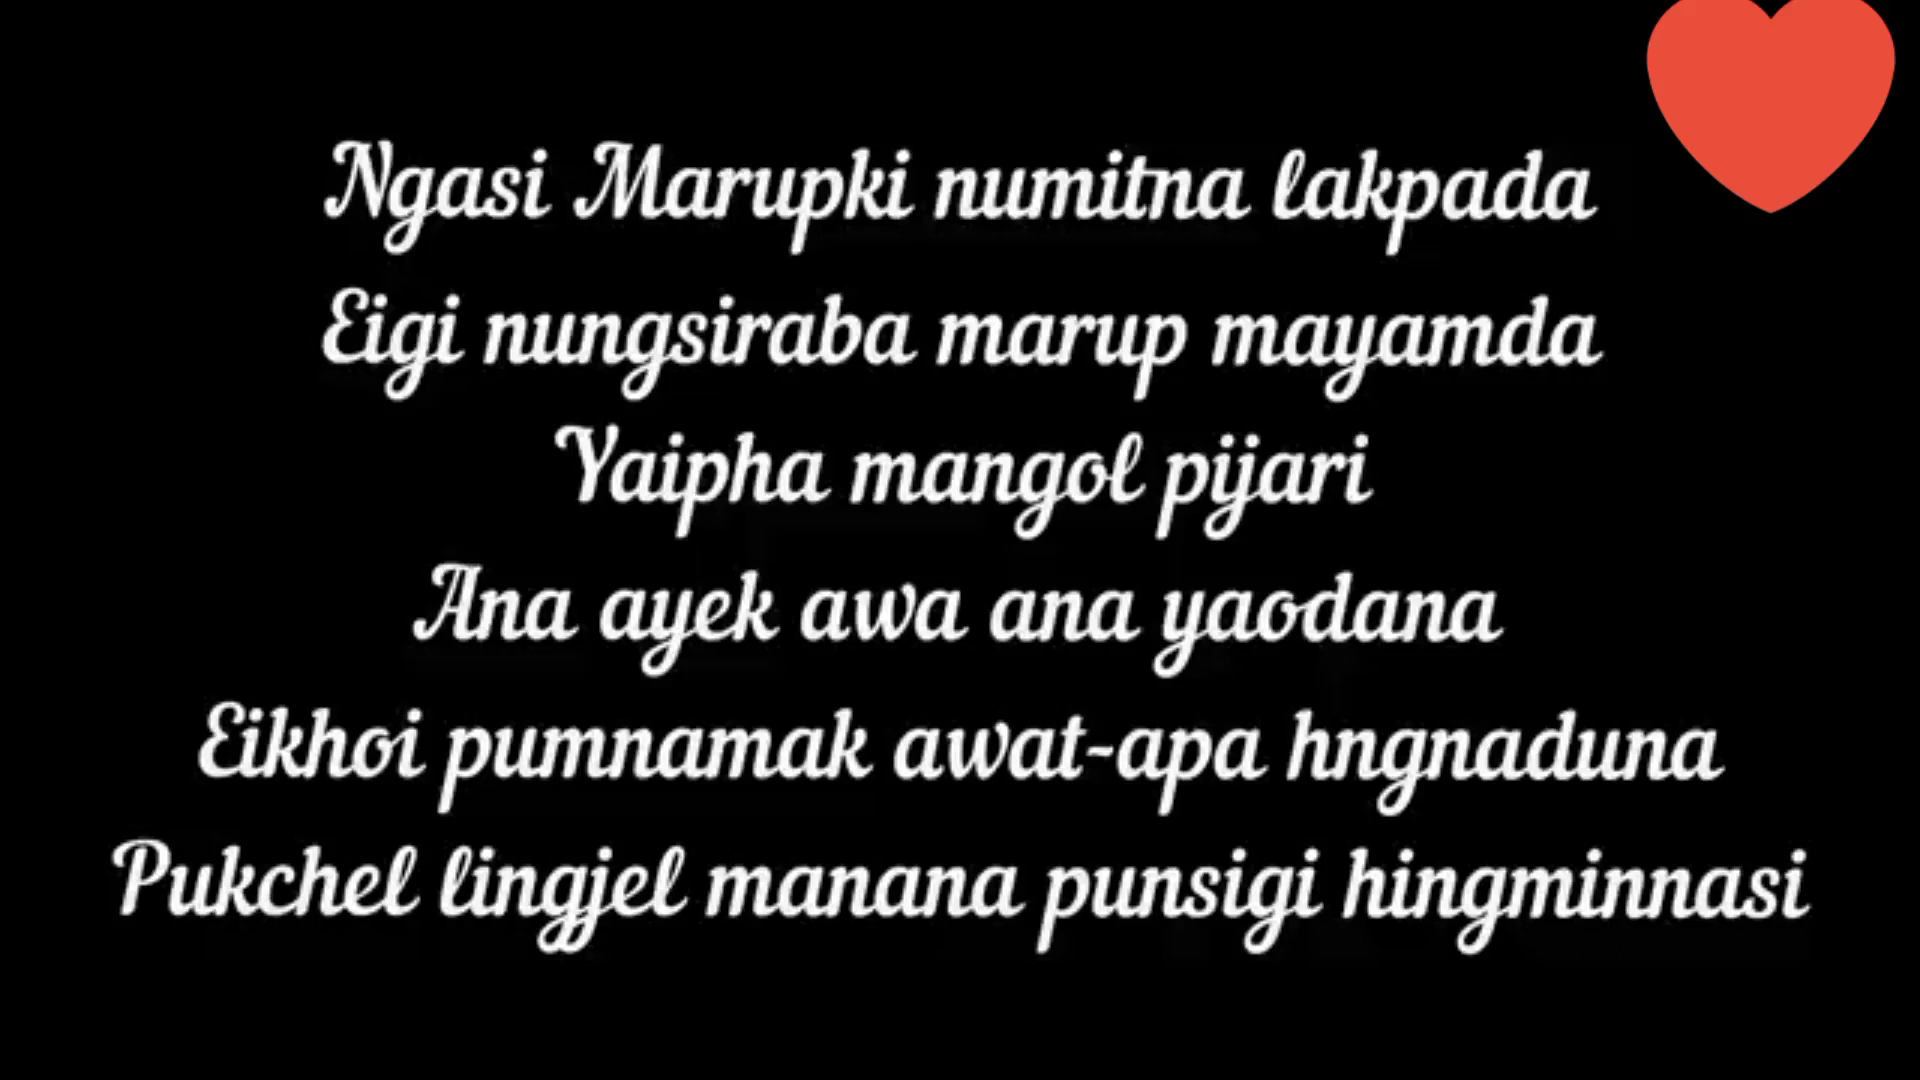 Ngasi Marupki numitna lakpada
Eigi nungsiraba marup mayamda
Yaipha mangol pijari
Ana ayek awa ana yaodana
Eikhoi pumnamak awat-apa hngnaduna
Pukchel lingjel manana punsigi hingminnasi